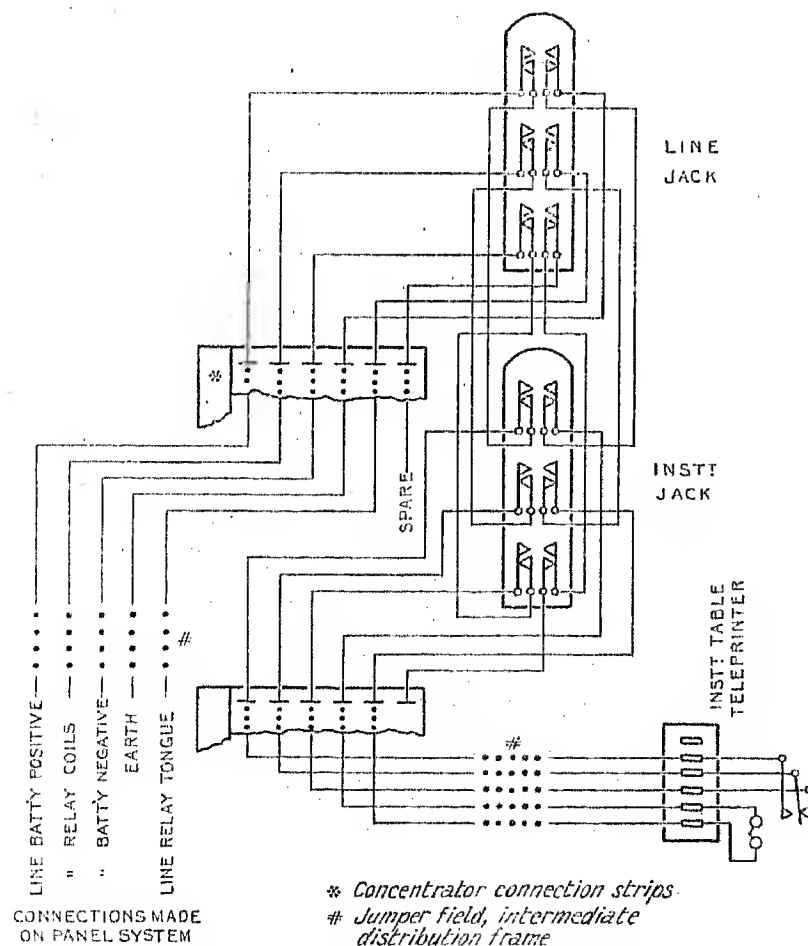 LINE
JACK
*
SPARE
INSTT
JACK
INSTT TABLE
TELEPRINTER
#
#
LINE BATTY POSITIVE
" RELAY COILS
" BATTY NEGATIVE
EARTH
LINE RELAY TONGUE
CONNECTIONS MADE
ON PANEL SYSTEM
* Concentrator connection strips
# Jumper field, intermediate
distribution frame